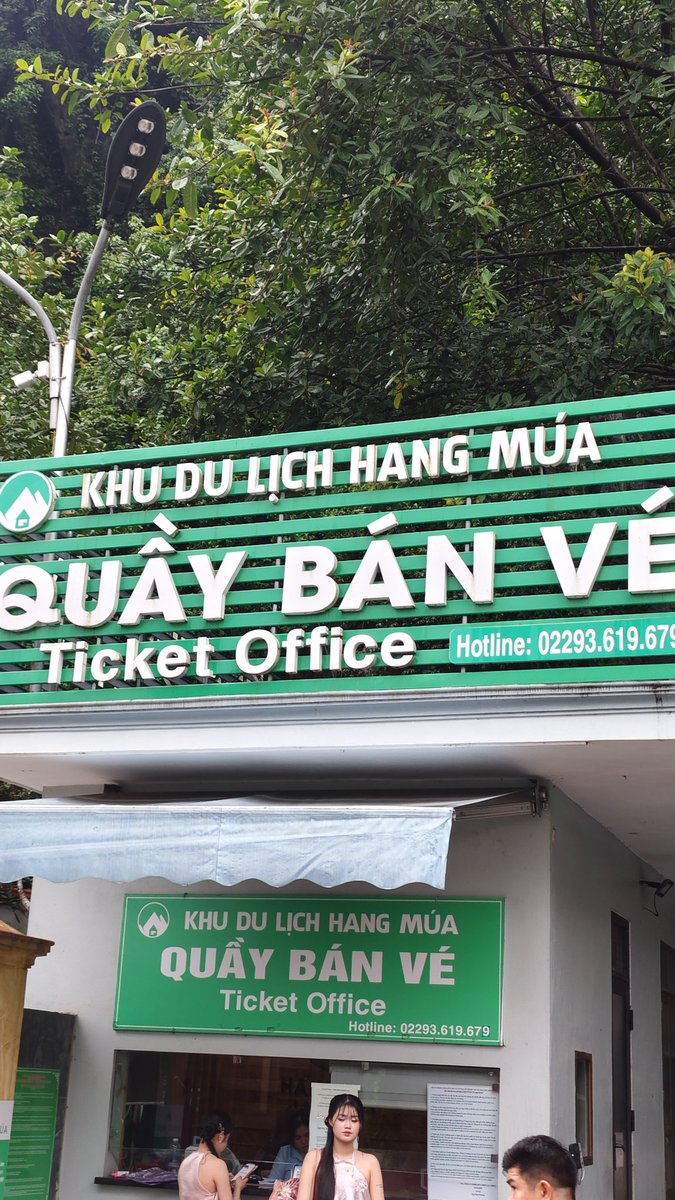 KHU DU LỊCH HANG MÚA
QUẦY BÁN VÉ
Ticket Office
Hotline: 02293.619.679
KHU DU LỊCH HANG MÚA
QUẦY BÁN VÉ
Ticket Office
Hotline: 02293.619.679